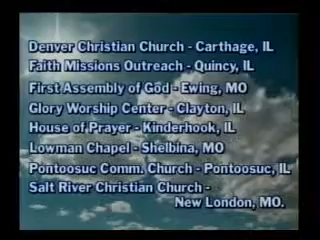 Denver Christian Church - Carthage, IL
Faith Missions Outreach - Quincy, IL
First Assembly of God - Ewing, MO
Glory Worship Center - Clayton, IL
House of Prayer - Kinderhook, IL
Lowman Chapel - Shelbina, MO
Pontoosuc Comm. Church - Pontoosuc, IL
Salt River Christian Church -
New London, MO.